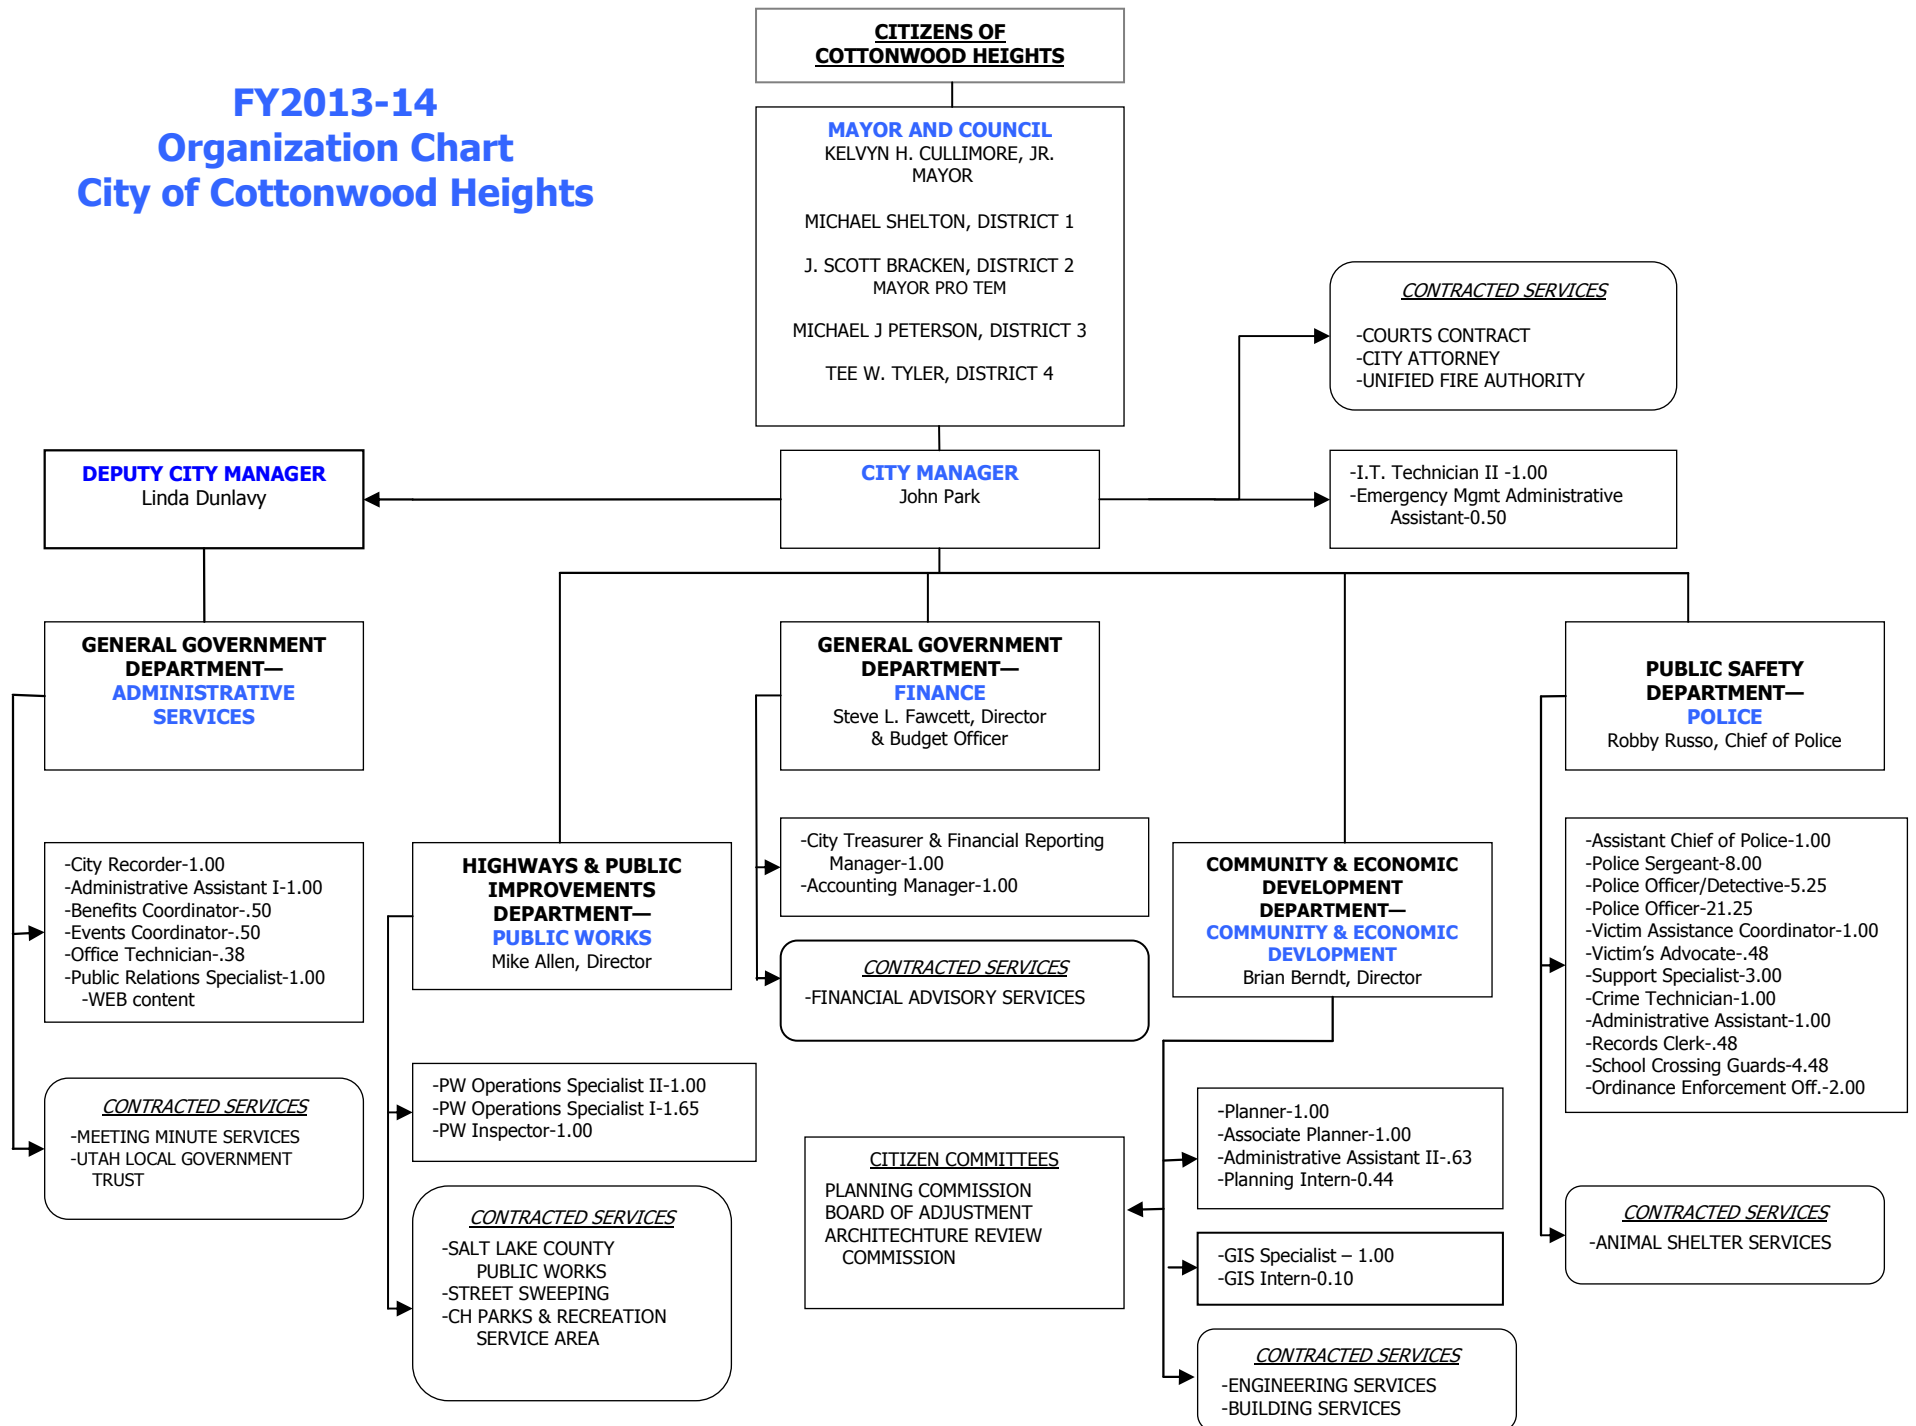 CITIZENS OF
COTTONWOOD HEIGHTS
FY2013-14
Organization Chart
City of Cottonwood Heights
MAYOR AND COUNCIL
KELVYN H. CULLIMORE, JR.
MAYOR
MICHAEL SHELTON, DISTRICT 1
J. SCOTT BRACKEN, DISTRICT 2
MAYOR PRO TEM
MICHAEL J PETERSON, DISTRICT 3
TEE W. TYLER, DISTRICT 4
CONTRACTED SERVICES
-COURTS CONTRACT
-CITY ATTORNEY
-UNIFIED FIRE AUTHORITY
DEPUTY CITY MANAGER
Linda Dunlavy
CITY MANAGER
John Park
-I.T. Technician II -1.00
-Emergency Mgmt Administrative
Assistant-0.50
GENERAL GOVERNMENT
DEPARTMENT—
ADMINISTRATIVE
SERVICES
GENERAL GOVERNMENT
DEPARTMENT—
FINANCE
Steve L. Fawcett, Director
& Budget Officer
PUBLIC SAFETY
DEPARTMENT—
POLICE
Robby Russo, Chief of Police
-City Recorder-1.00
-Administrative Assistant I-1.00
-Benefits Coordinator-.50
-Events Coordinator-.50
-Office Technician-.38
-Public Relations Specialist-1.00
-WEB content
HIGHWAYS & PUBLIC
IMPROVEMENTS
DEPARTMENT—
PUBLIC WORKS
Mike Allen, Director
-City Treasurer & Financial Reporting
Manager-1.00
-Accounting Manager-1.00
CONTRACTED SERVICES
-FINANCIAL ADVISORY SERVICES
COMMUNITY & ECONOMIC
DEVELOPMENT
DEPARTMENT—
COMMUNITY & ECONOMIC
DEVLOPMENT
Brian Berndt, Director
-Assistant Chief of Police-1.00
-Police Sergeant-8.00
-Police Officer/Detective-5.25
-Police Officer-21.25
-Victim Assistance Coordinator-1.00
-Victim's Advocate-.48
-Support Specialist-3.00
-Crime Technician-1.00
-Administrative Assistant-1.00
-Records Clerk-.48
-School Crossing Guards-4.48
-Ordinance Enforcement Off.-2.00
CONTRACTED SERVICES
-MEETING MINUTE SERVICES
-UTAH LOCAL GOVERNMENT
TRUST
-PW Operations Specialist II-1.00
-PW Operations Specialist I-1.65
-PW Inspector-1.00
CONTRACTED SERVICES
-SALT LAKE COUNTY
PUBLIC WORKS
-STREET SWEEPING
-CH PARKS & RECREATION
SERVICE AREA
CITIZEN COMMITTEES
PLANNING COMMISSION
BOARD OF ADJUSTMENT
ARCHITECHTURE REVIEW
COMMISSION
-Planner-1.00
-Associate Planner-1.00
-Administrative Assistant II-.63
-Planning Intern-0.44
-GIS Specialist – 1.00
-GIS Intern-0.10
CONTRACTED SERVICES
-ENGINEERING SERVICES
-BUILDING SERVICES
CONTRACTED SERVICES
-ANIMAL SHELTER SERVICES